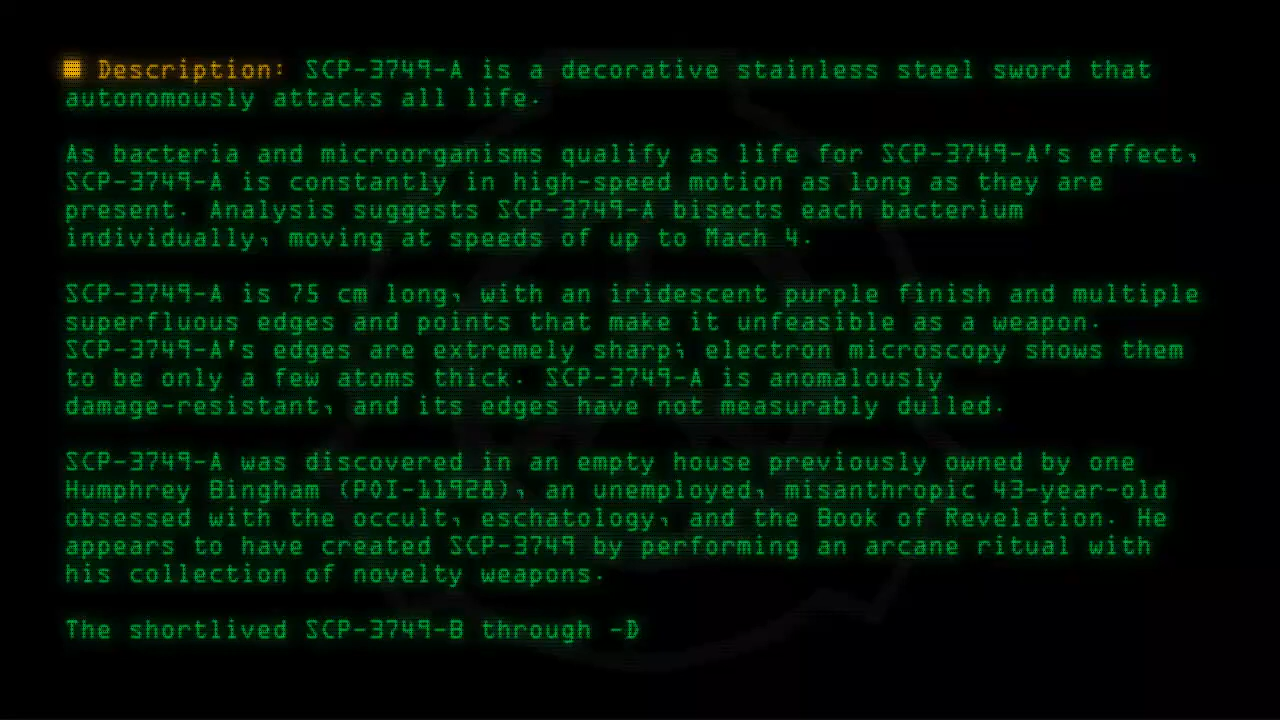 ■ Description: SCP-3749-A is a decorative stainless steel sword that
autonomously attacks all life.
As bacteria and microorganisms qualify as life for SCP-3749-A's effect,
SCP-3749-A is constantly in high-speed motion as long as they are
present. Analysis suggests SCP-3749-A bisects each bacterium
individually, moving at speeds of up to Mach 4.
SCP-3749-A is 75 cm long, with an iridescent purple finish and multiple
superfluous edges and points that make it unfeasible as a weapon.
SCP-3749-A's edges are extremely sharp; electron microscopy shows them
to be only a few atoms thick. SCP-3749-A is anomalously
damage-resistant, and its edges have not measurably dulled.
SCP-3749-A was discovered in an empty house previously owned by one
Humphrey Bingham (POI-11928), an unemployed, misanthropic 43-year-old
obsessed with the occult, eschatology, and the Book of Revelation. He
appears to have created SCP-3749 by performing an arcane ritual with
his collection of novelty weapons.
The shortlived SCP-3749-B through -D